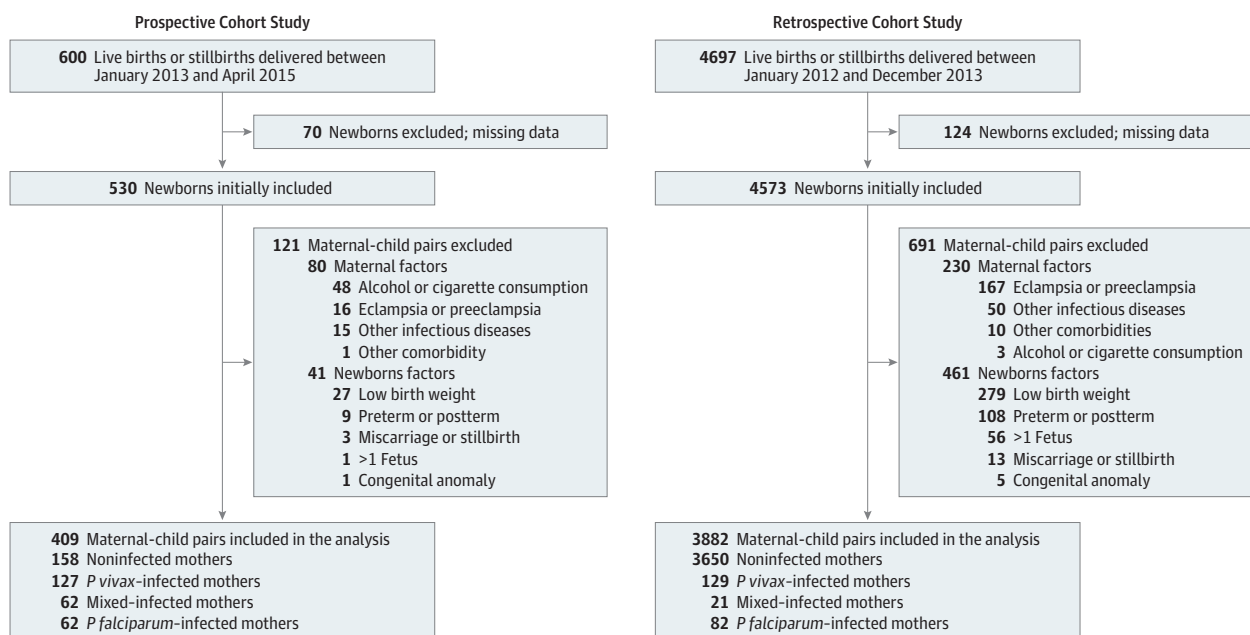 Prospective Cohort Study
600 Live births or stillbirths delivered between
January 2013 and April 2015
70 Newborns excluded; missing data
530 Newborns initially included
121 Maternal-child pairs excluded
80 Maternal factors
48 Alcohol or cigarette consumption
16 Eclampsia or preeclampsia
15 Other infectious diseases
1 Other comorbidity
41 Newborns factors
27 Low birth weight
9 Preterm or postterm
3 Miscarriage or stillbirth
1 >1 Fetus
1 Congenital anomaly
409 Maternal-child pairs included in the analysis
158 Noninfected mothers
127 P vivax-infected mothers
62 Mixed-infected mothers
62 P falciparum-infected mothers
Retrospective Cohort Study
4697 Live births or stillbirths delivered between
January 2012 and December 2013
124 Newborns excluded; missing data
4573 Newborns initially included
691 Maternal-child pairs excluded
230 Maternal factors
167 Eclampsia or preeclampsia
50 Other infectious diseases
10 Other comorbidities
3 Alcohol or cigarette consumption
461 Newborns factors
279 Low birth weight
108 Preterm or postterm
56 >1 Fetus
13 Miscarriage or stillbirth
5 Congenital anomaly
3882 Maternal-child pairs included in the analysis
3650 Noninfected mothers
129 P vivax-infected mothers
21 Mixed-infected mothers
82 P falciparum-infected mothers